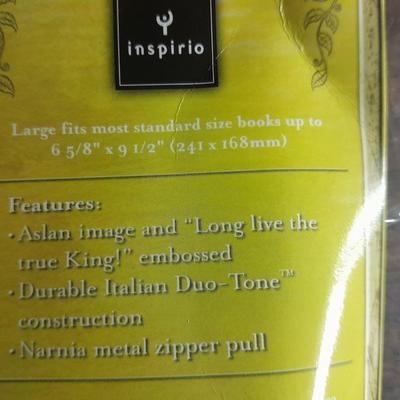 inspirio
Large fits most standard size books up to
6 5/8" x 9 1/2" (241 x 168mm)
Features:
• Aslan image and "Long live the
true King!" embossed
• Durable Italian Duo-Tone™
construction
• Narnia metal zipper pull